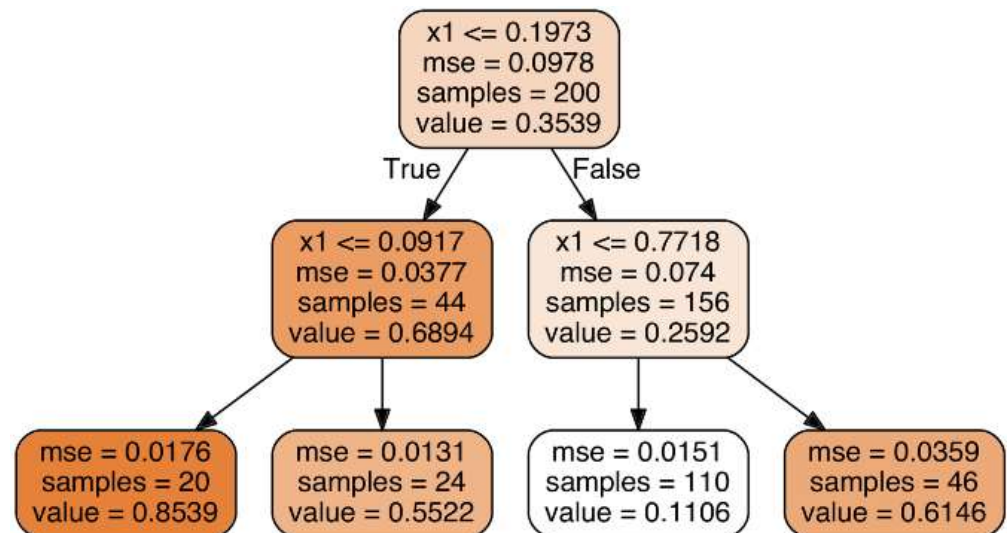 x1 <= 0.1973
mse = 0.0978
samples = 200
value = 0.3539
True
False
x1 <= 0.0917
mse = 0.0377
samples = 44
value = 0.6894
x1 <= 0.7718
mse = 0.074
samples = 156
value = 0.2592
mse = 0.0176
samples = 20
value = 0.8539
mse = 0.0131
samples = 24
value = 0.5522
mse = 0.0151
samples = 110
value = 0.1106
mse = 0.0359
samples = 46
value = 0.6146